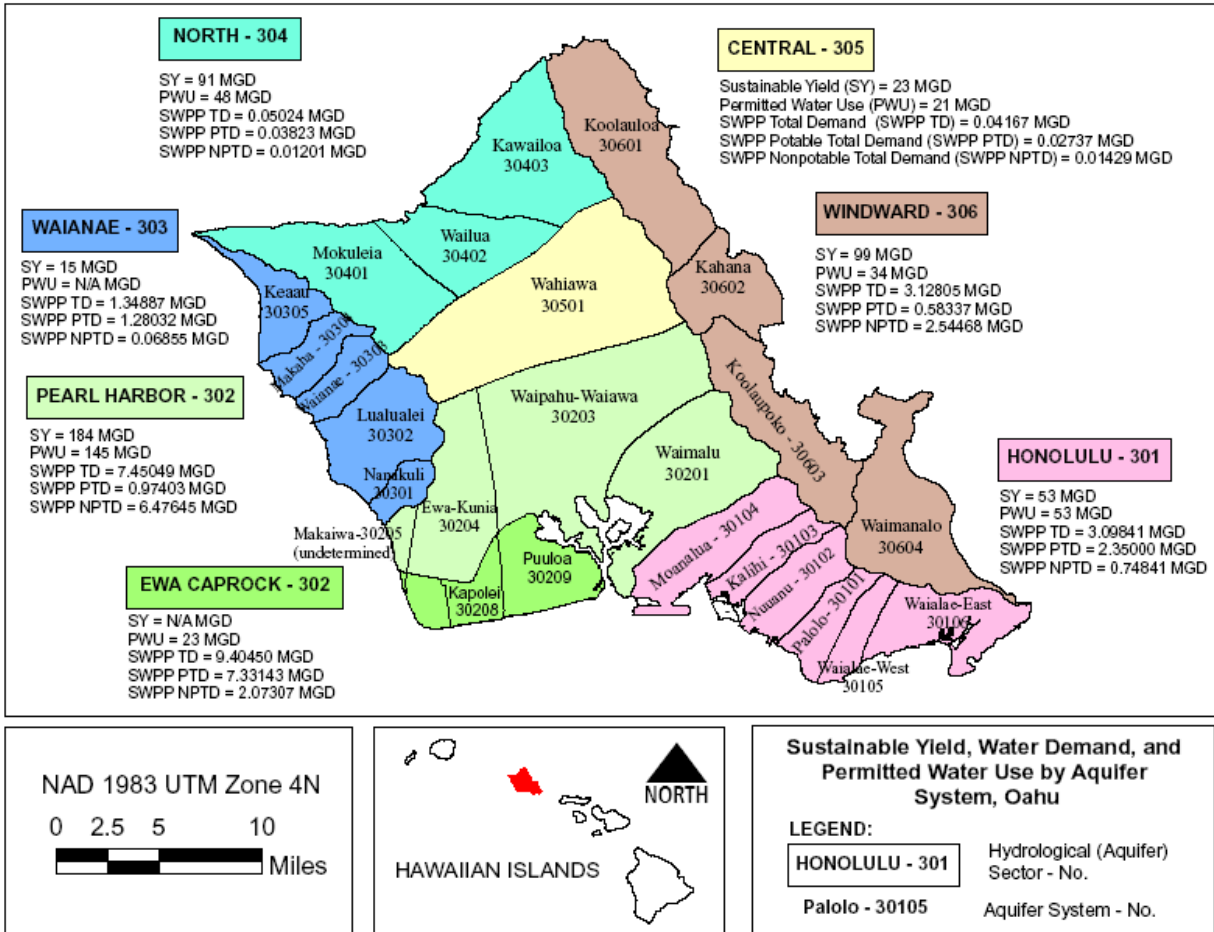 NORTH - 304
SY = 91 MGD
PWU = 48 MGD
SWPP TD = 0.05024 MGD
SWPP PTD = 0.03823 MGD
SWPP NPTD = 0.01201 MGD
CENTRAL - 305
Sustainable Yield (SY) = 23 MGD
Permitted Water Use (PWU) = 21 MGD
SWPP Total Demand (SWPP TD) = 0.04167 MGD
SWPP Potable Total Demand (SWPP PTD) = 0.02737 MGD
SWPP Nonpotable Total Demand (SWPP NPTD) = 0.01429 MGD
WAIANAE - 303
SY = 15 MGD
PWU = N/A MGD
SWPP TD = 1.34887 MGD
SWPP PTD = 1.28032 MGD
SWPP NPTD = 0.06855 MGD
WINDWARD - 306
SY = 99 MGD
PWU = 34 MGD
SWPP TD = 3.12805 MGD
SWPP PTD = 0.58337 MGD
SWPP NPTD = 2.54468 MGD
PEARL HARBOR - 302
SY = 184 MGD
PWU = 145 MGD
SWPP TD = 7.45049 MGD
SWPP PTD = 0.97403 MGD
SWPP NPTD = 6.47645 MGD
HONOLULU - 301
SY = 53 MGD
PWU = 53 MGD
SWPP TD = 3.09841 MGD
SWPP PTD = 2.35000 MGD
SWPP NPTD = 0.74841 MGD
EWA CAPROCK - 302
SY = N/A MGD
PWU = 23 MGD
SWPP TD = 9.40450 MGD
SWPP PTD = 7.33143 MGD
SWPP NPTD = 2.07307 MGD
Koolauloa
30601
Kawailoa
30403
Wailua
30402
Mokuleia
30401
Kahana
30602
Keaau
30305
Wahiawa
30501
Makaha - 30304
Waianae - 30303
Lualualei
30302
Nanakuli
30301
Waipahu-Waiawa
30203
Waimalu
30201
Koolaupoko - 30603
Waimanalo
30604
Ewa-Kunia
30204
Makaiwa-30205
(undetermined)
Puuloa
30209
Kapolei
30208
Moanalua - 30104
Kalihi - 30103
Nuuanu - 30102
Palolo - 30101
Waialae-East
30106
Waialae-West
30105
NAD 1983 UTM Zone 4N
0 2.5 5 10
Miles
NORTH
HAWAIIAN ISLANDS
Sustainable Yield, Water Demand, and
Permitted Water Use by Aquifer
System, Oahu
LEGEND:
HONOLULU - 301
Hydrological (Aquifer)
Sector - No.
Palolo - 30105
Aquifer System - No.